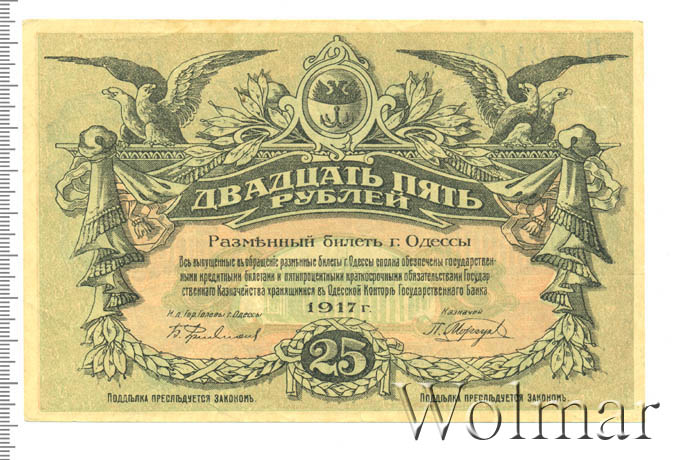 ДВАДЦАТЬ ПЯТЬ
РУБЛЕЙ
Размѣнный билетъ г. Одессы
Всѣ выпущенные въ обращенiе размѣнные билеты г. Одессы вполнѣ обезпечены государствен-
ными кредитными билетами и пятипроцентными краткосрочными обязательствами Государ-
ственнаго Казначейства хранящимися въ Одесской Конторѣ Государственнаго Банка.
1917 г.
И. д. Гор. Головы г. Одессы
Казначей
25
ПОДДѢЛКА ПРЕСЛѢДУЕТСЯ ЗАКОНОМЪ.
ПОДДѢЛКА ПРЕСЛѢДУЕТСЯ ЗАКОНОМЪ.
Wolmar